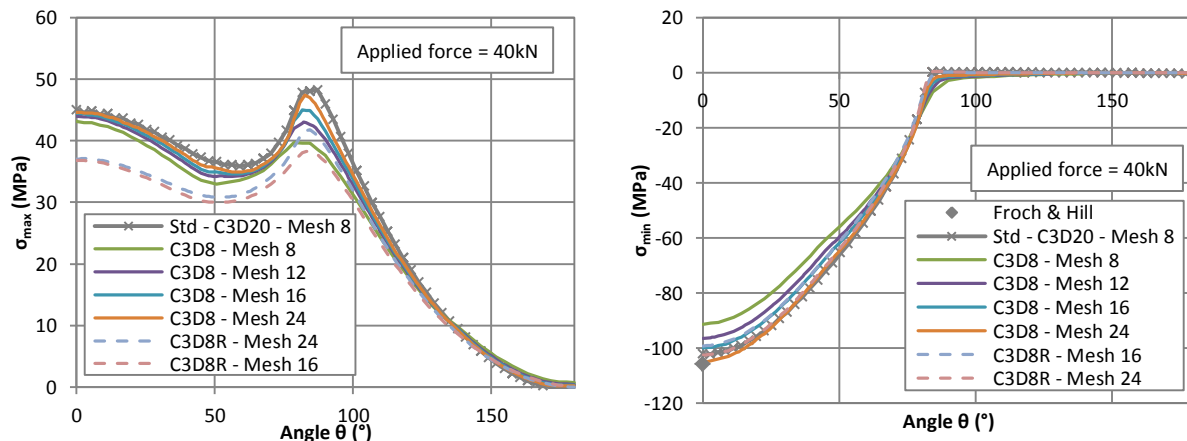 60
50
40
30
20
10
0
σmax (MPa)
Applied force = 40kN
Std - C3D20 - Mesh 8
C3D8 - Mesh 8
C3D8 - Mesh 12
C3D8 - Mesh 16
C3D8 - Mesh 24
C3D8R - Mesh 24
C3D8R - Mesh 16
0 50 100 150
Angle θ (°)
20
0
-20
-40
-60
-80
-100
-120
σmin (MPa)
0 50 100 150
Applied force = 40kN
Froch & Hill
Std - C3D20 - Mesh 8
C3D8 - Mesh 8
C3D8 - Mesh 12
C3D8 - Mesh 16
C3D8 - Mesh 24
C3D8R - Mesh 16
C3D8R - Mesh 24
Angle θ (°)